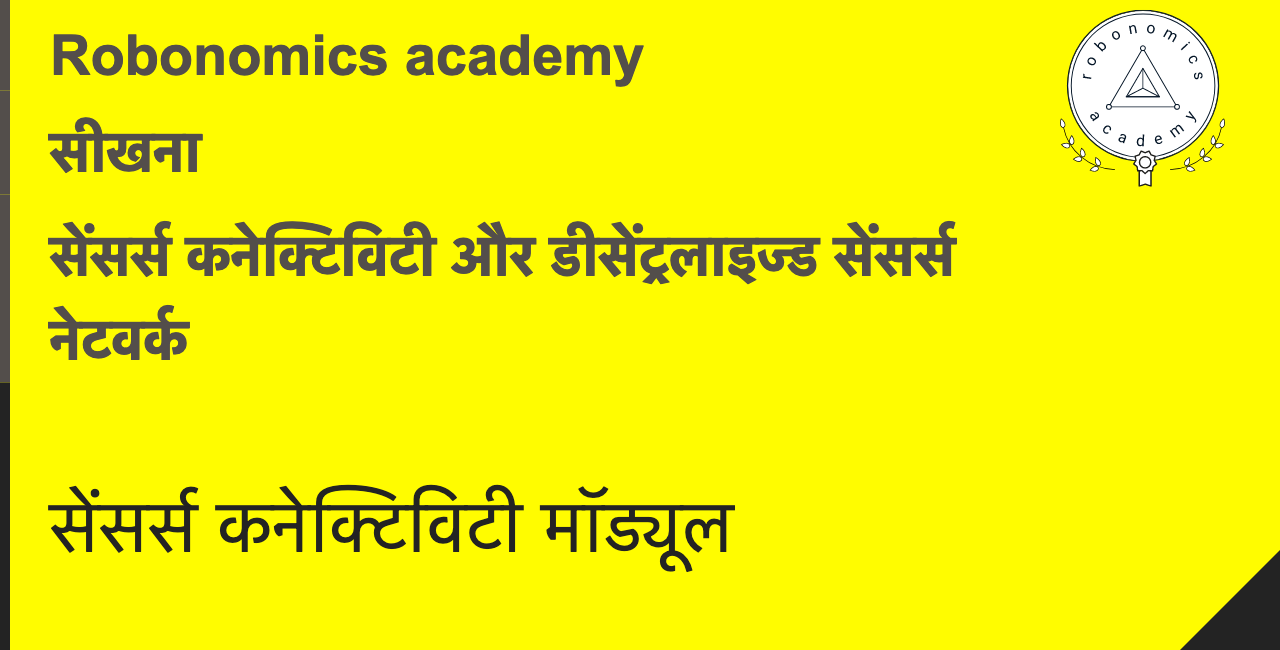 Robonomics academy
सीखना
सेंसर्स कनेक्टिविटी और डीसेंट्रलाइज्ड सेंसर्स
नेटवर्क
सेंसर्स कनेक्टिविटी मॉड्यूल
robonomics
academy